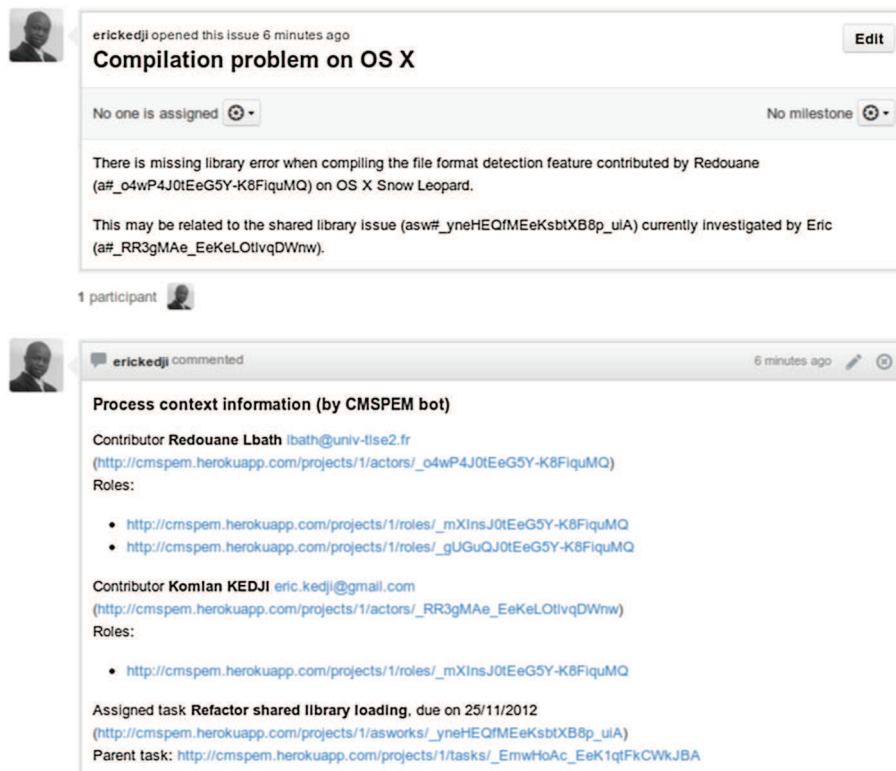 erickedji opened this issue 6 minutes ago
Edit
Compilation problem on OS X
No one is assigned
No milestone
There is missing library error when compiling the file format detection feature contributed by Redouane
(a#_o4wP4J0tEeG5Y-K8FiquMQ) on OS X Snow Leopard.
This may be related to the shared library issue (asw#_yneHEQfMEeKsbtXB8p_uiA) currently investigated by Eric
(a#_RR3gMAe_EeKeLOtlvqDWnw).
1 participant
erickedji commented
6 minutes ago
Process context information (by CMSPEM bot)
Contributor Redouane Lbath lbath@univ-tlse2.fr
(http://cmspem.herokuapp.com/projects/1/actors/_o4wP4J0tEeG5Y-K8FiquMQ)
Roles:
• http://cmspem.herokuapp.com/projects/1/roles/_mXInsJ0tEeG5Y-K8FiquMQ
• http://cmspem.herokuapp.com/projects/1/roles/_gUGuQJ0tEeG5Y-K8FiquMQ
Contributor Komlan KEDJI eric.kedji@gmail.com
(http://cmspem.herokuapp.com/projects/1/actors/_RR3gMAe_EeKeLOtlvqDWnw)
Roles:
• http://cmspem.herokuapp.com/projects/1/roles/_mXInsJ0tEeG5Y-K8FiquMQ
Assigned task Refactor shared library loading, due on 25/11/2012
(http://cmspem.herokuapp.com/projects/1/asworks/_yneHEQfMEeKsbtXB8p_uiA)
Parent task: http://cmspem.herokuapp.com/projects/1/tasks/_EmwHoAc_EeK1qtFkCWkJBA